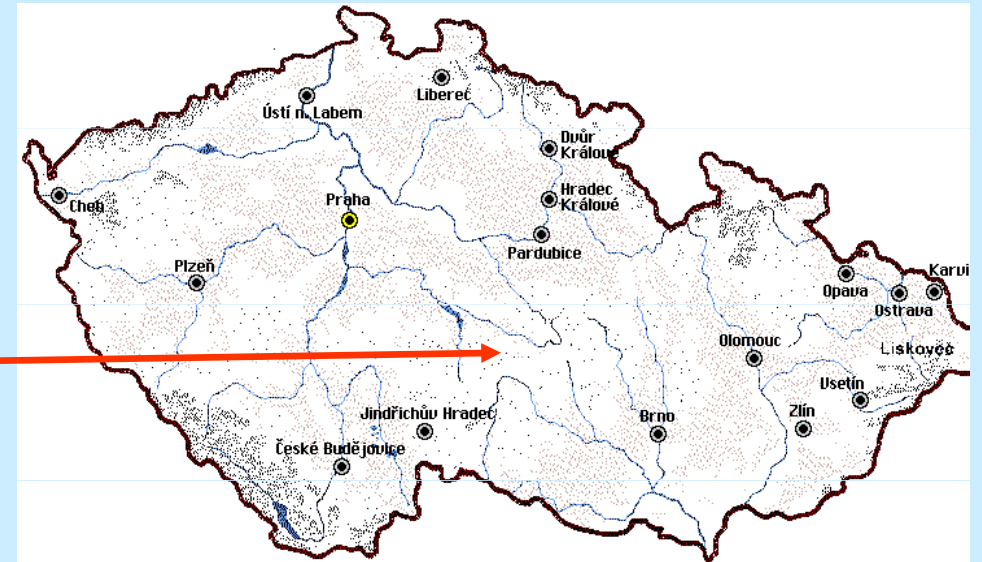 Liberec
Ústí n. Labem
Dvůr
Králov
Cheb
Praha
Hradec
Králové
Pardubice
Plzeň
Opava
Karvi
Ostrava
Olomouc
Liskovéc
Vsetín
Jindřichův Hradec
Brno
Zlín
České Budějovice